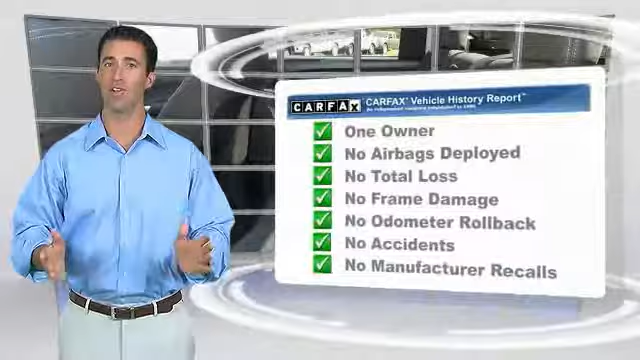 CARFAX CARFAX Vehicle History Report™
One Owner
No Airbags Deployed
No Total Loss
No Frame Damage
No Odometer Rollback
No Accidents
No Manufacturer Recalls